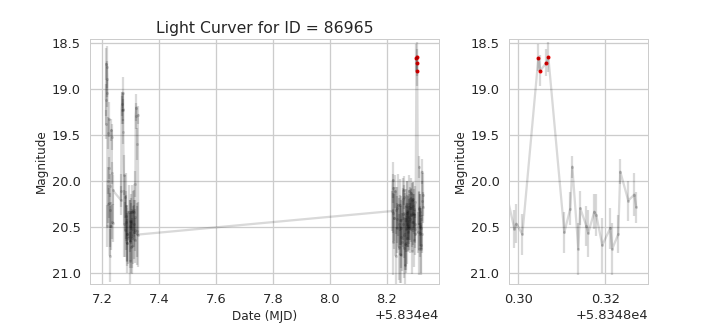 Light Curver for ID = 86965
18.5
19.0
19.5
20.0
20.5
21.0
Magnitude
7.2 7.4 7.6 7.8 8.0 8.2
Date (MJD)
+5.834e4
18.5
19.0
19.5
20.0
20.5
21.0
Magnitude
0.30 0.32
+5.8348e4